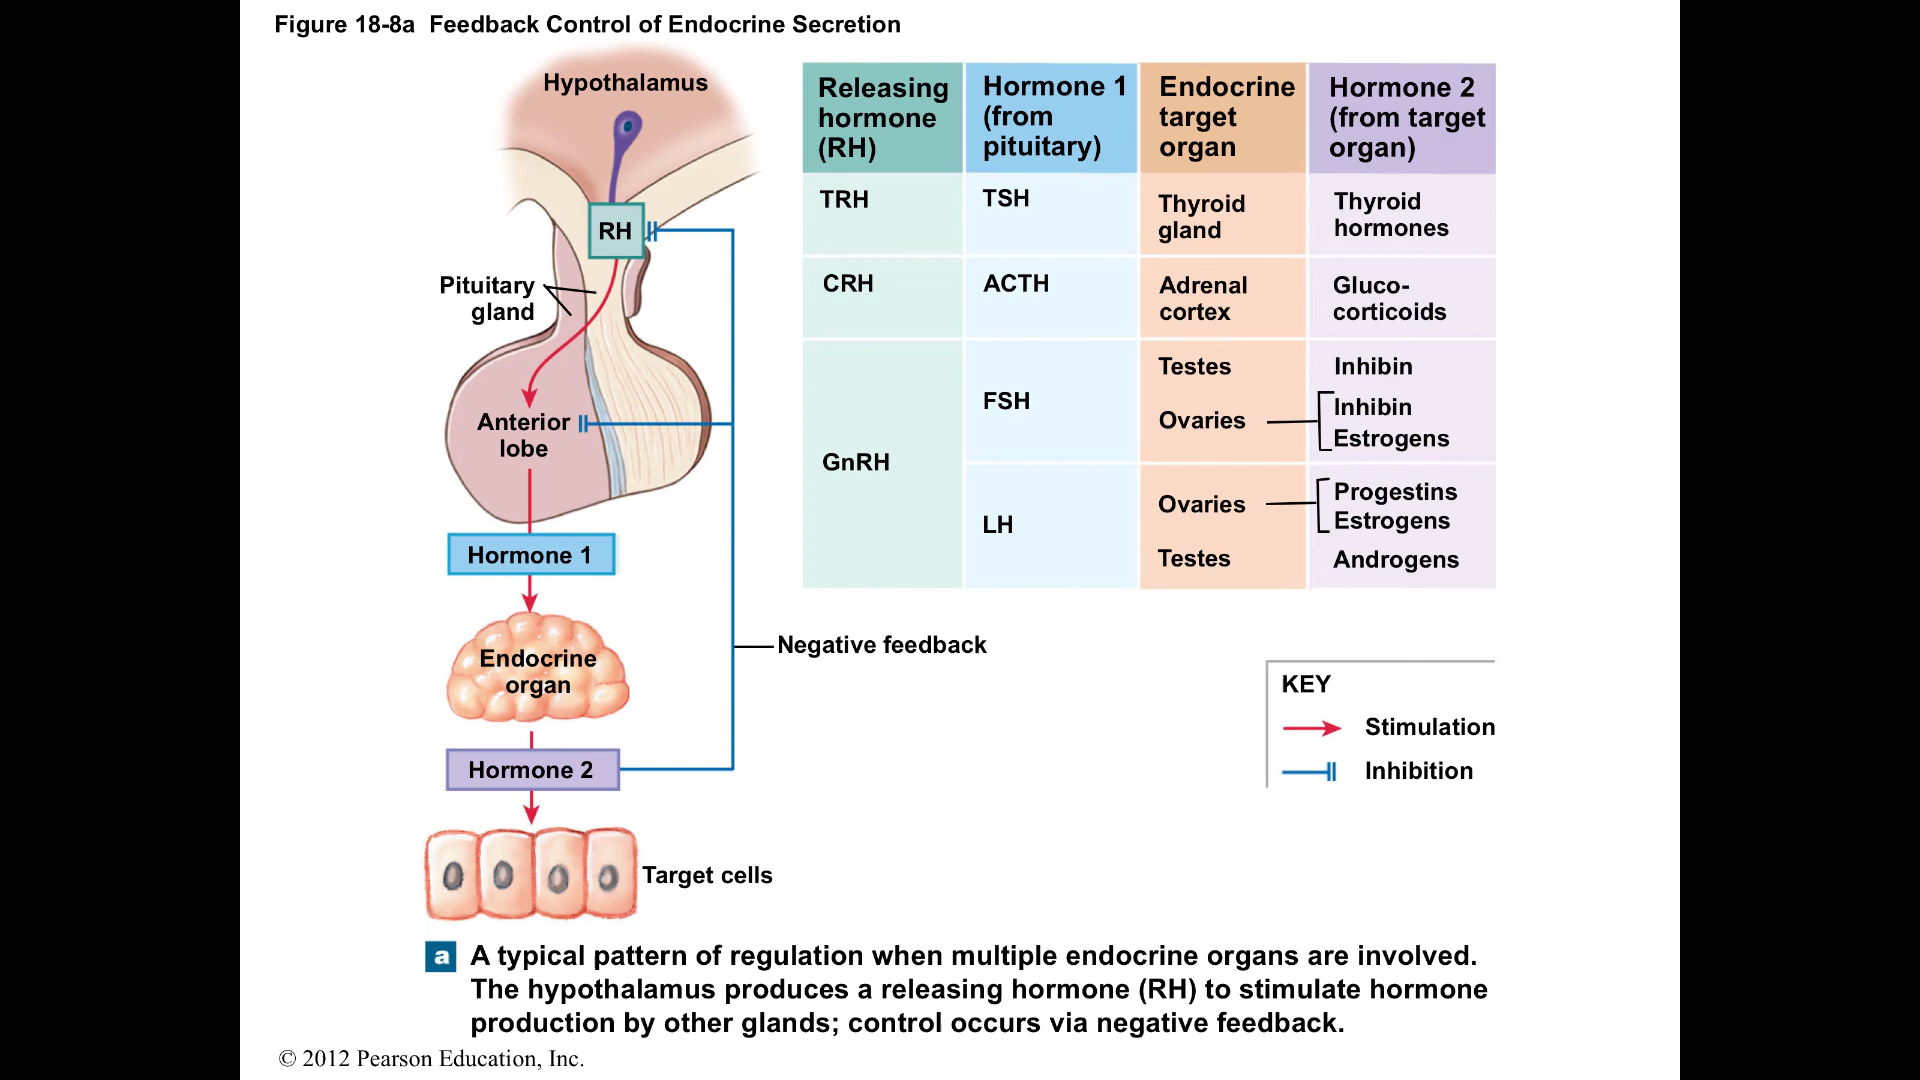 Figure 18-8a  Feedback Control of Endocrine Secretion
Hypothalamus
RH
Pituitary
gland
Anterior
lobe
Hormone 1
Endocrine
organ
Hormone 2
Target cells
Negative feedback
Releasing
hormone
(RH)
Hormone 1
(from
pituitary)
Endocrine
target
organ
Hormone 2
(from target
organ)
TRH
TSH
Thyroid
gland
Thyroid
hormones
CRH
ACTH
Adrenal
cortex
Gluco-
corticoids
GnRH
FSH
Testes
Inhibin
Ovaries
Inhibin
Estrogens
LH
Ovaries
Progestins
Estrogens
Testes
Androgens
KEY
Stimulation
Inhibition
a A typical pattern of regulation when multiple endocrine organs are involved.
The hypothalamus produces a releasing hormone (RH) to stimulate hormone
production by other glands; control occurs via negative feedback.
© 2012 Pearson Education, Inc.